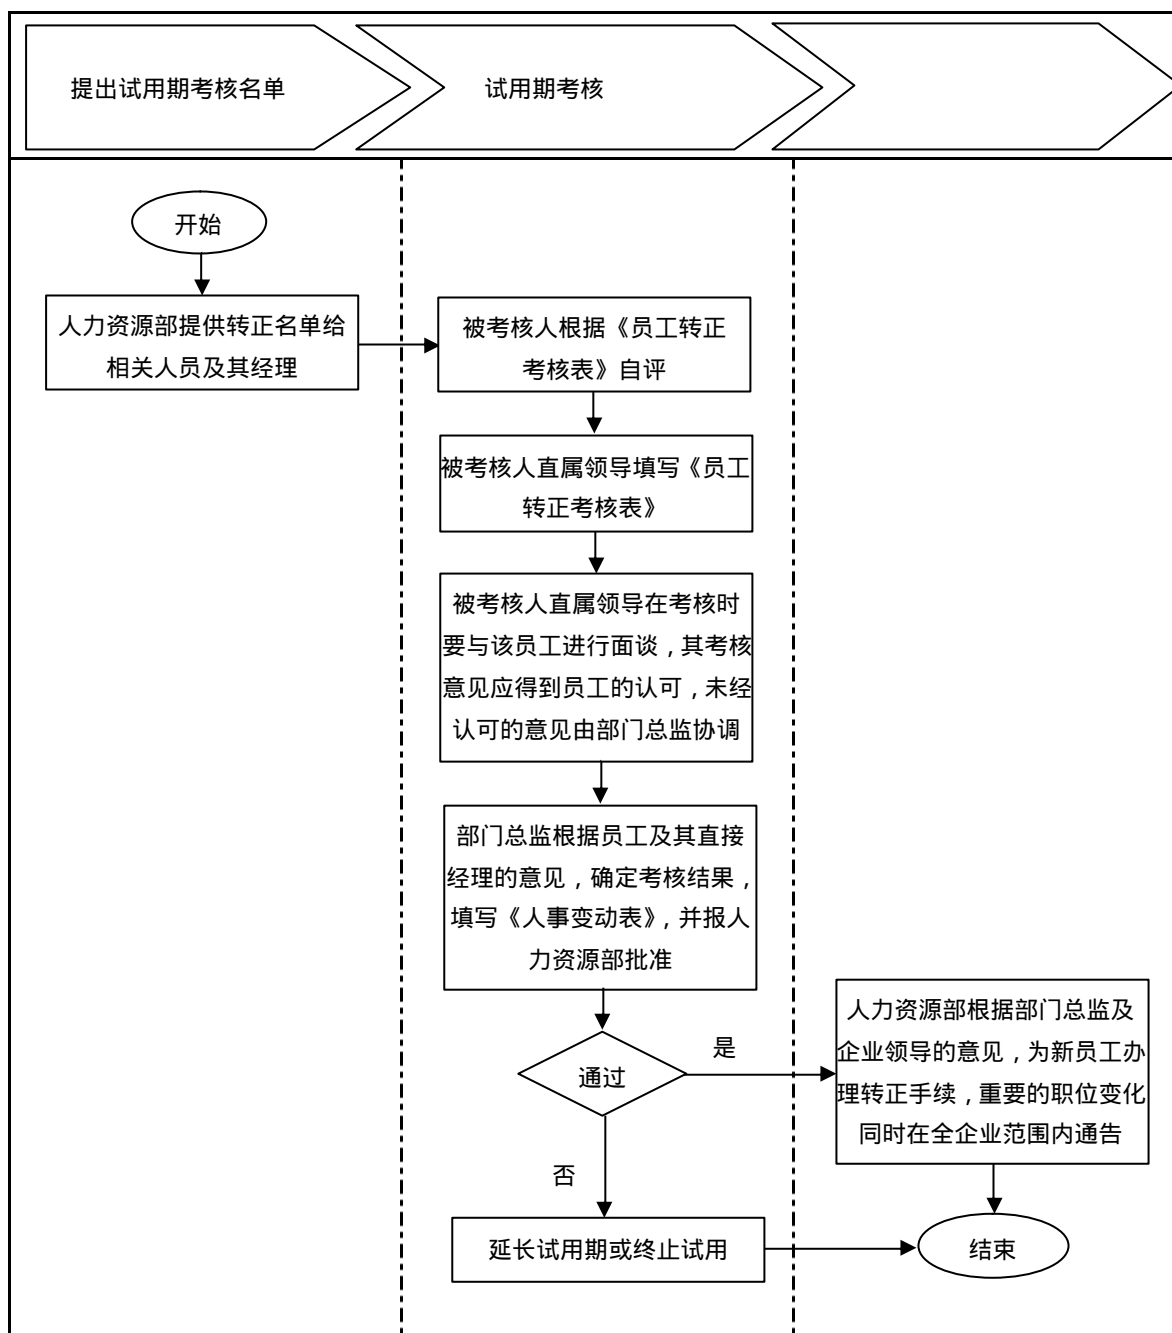 提出试用期考核名单
试用期考核
开始
人力资源部提供转正名单给
相关人员及其经理
被考核人根据《员工转正
考核表》自评
被考核人直属领导填写《员工
转正考核表》
被考核人直属领导在考核时
要与该员工进行面谈，其考核
意见应得到员工的认可，未经
认可的意见由部门总监协调
部门总监根据员工及其直接
经理的意见，确定考核结果，
填写《人事变动表》，并报人
力资源部批准
通过
是
否
人力资源部根据部门总监及
企业领导的意见，为新员工办
理转正手续，重要的职位变化
同时在全企业范围内通告
延长试用期或终止试用
结束